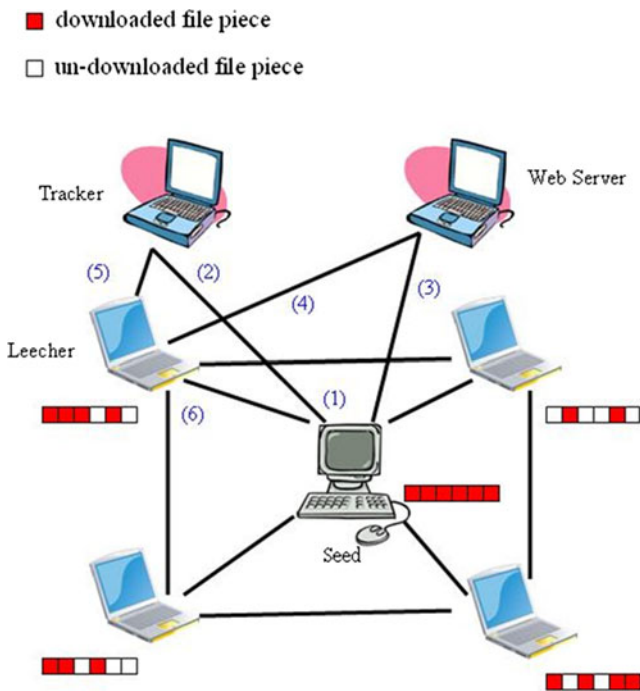 downloaded file piece
un-downloaded file piece
Tracker
Web Server
(5)
(2)
(4)
(3)
Leecher
(6)
(1)
Seed